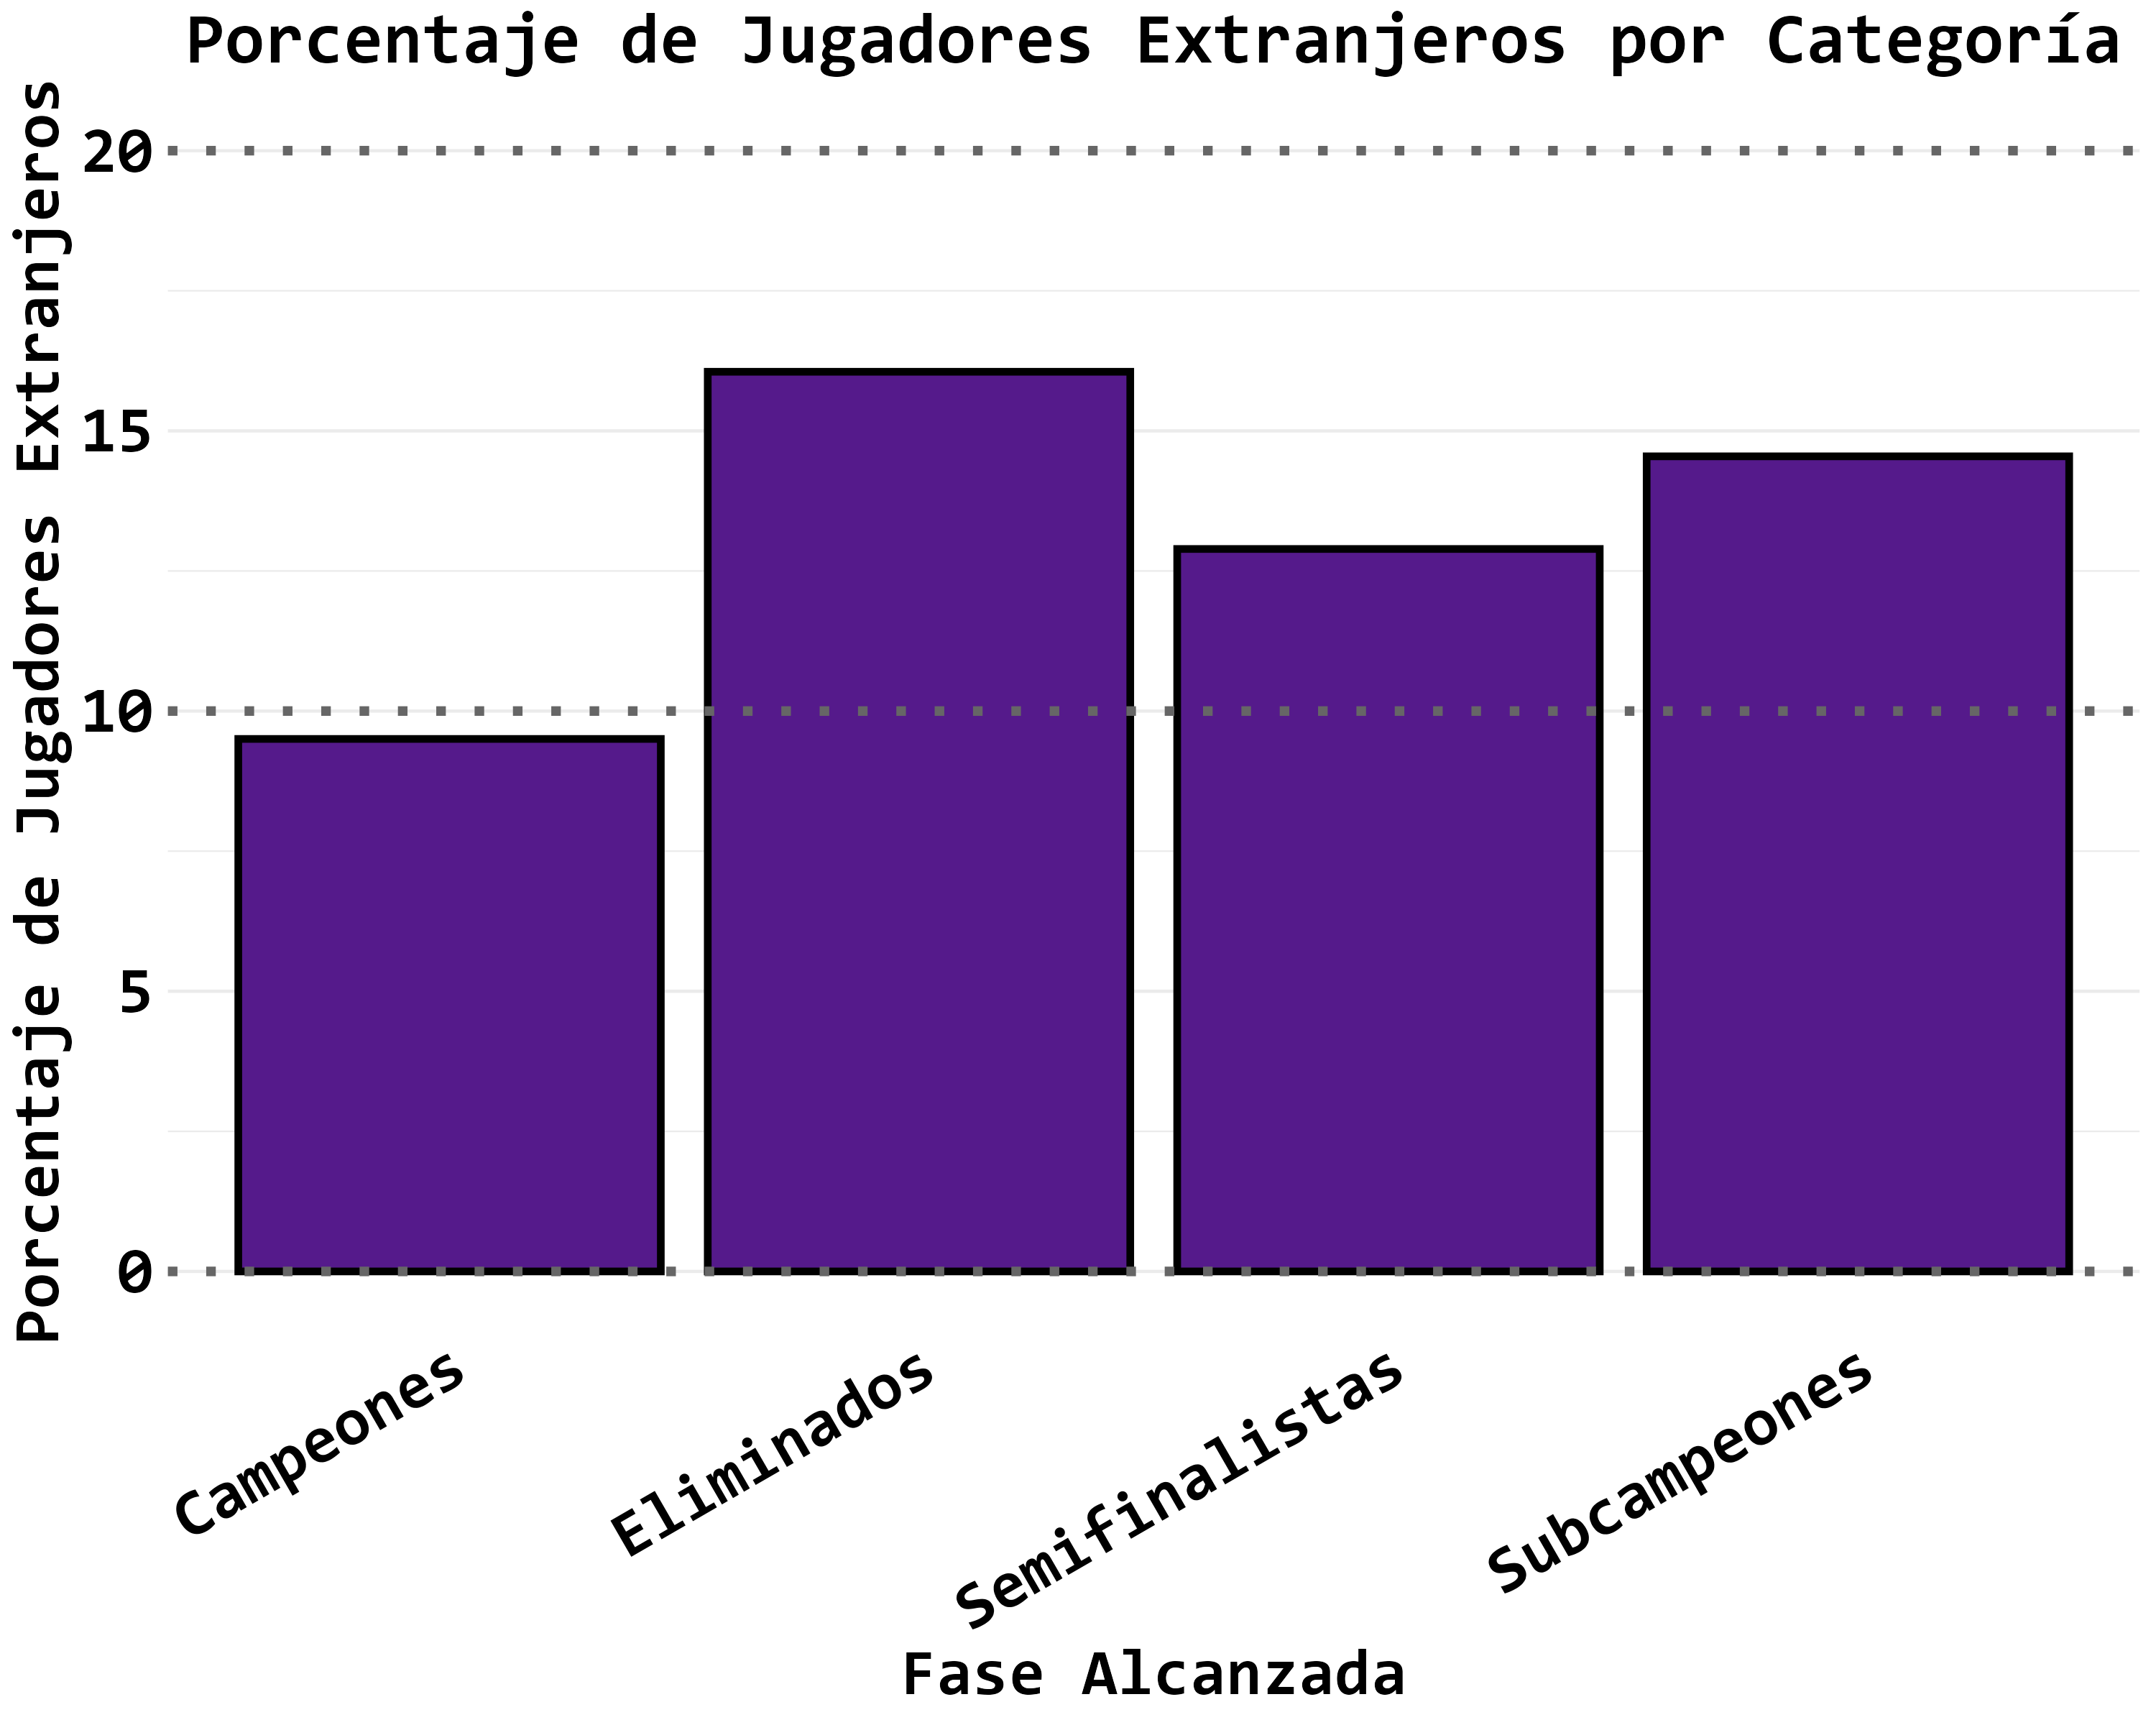 Porcentaje de Jugadores Extranjeros por Categoría
Porcentaje de Jugadores Extranjeros
20
15
10
5
0
Campeones
Eliminados
Semifinalistas
Subcampeones
Fase Alcanzada